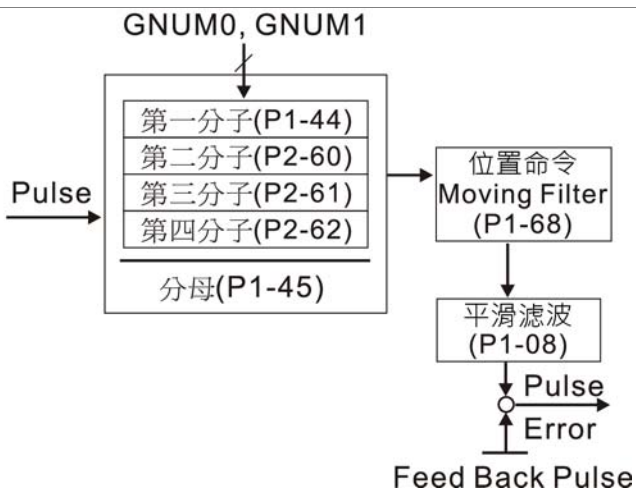 GNUM0, GNUM1
第一分子(P1-44)
第二分子(P2-60)
第三分子(P2-61)
第四分子(P2-62)
分母(P1-45)
Pulse
位置命令
Moving Filter
(P1-68)
平滑滤波
(P1-08)
Pulse
Error
Feed Back Pulse